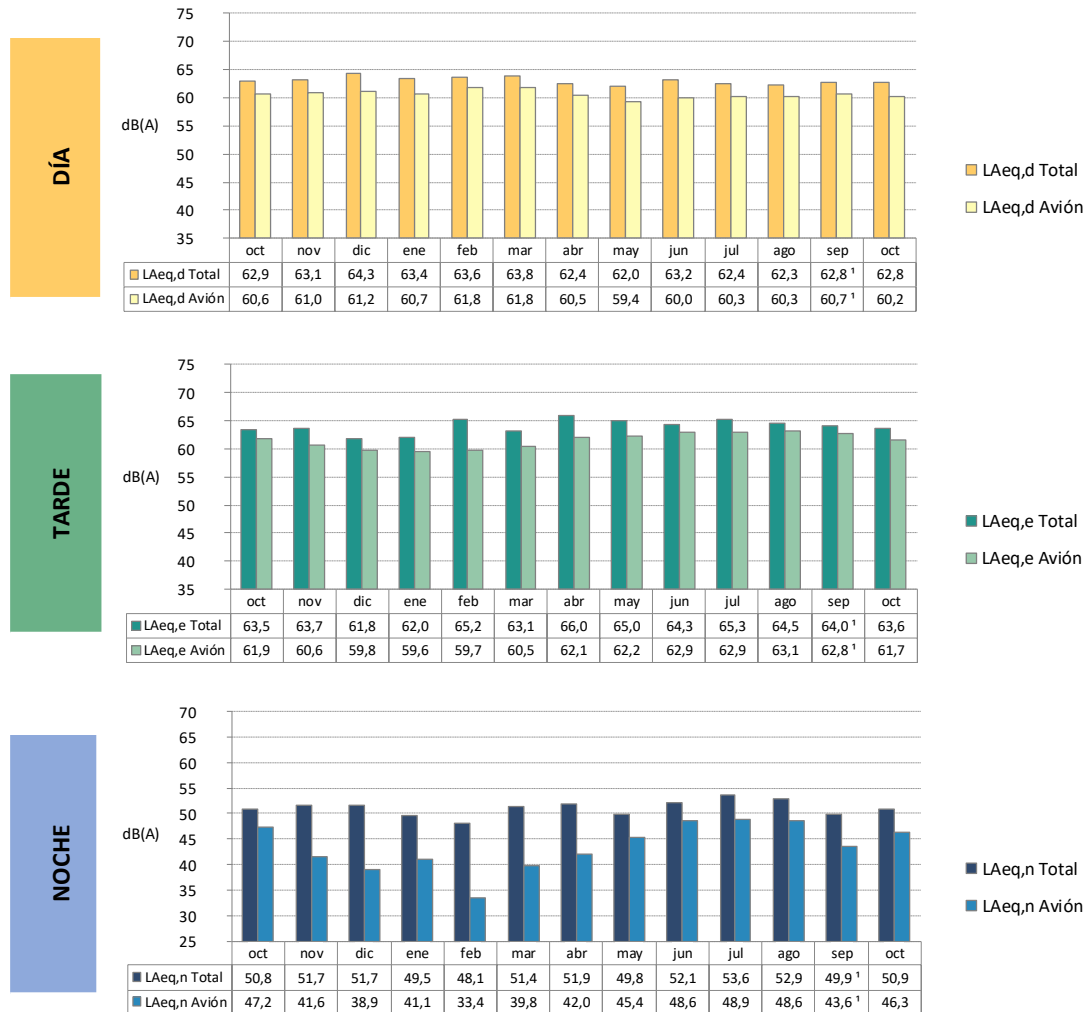 DÍA
75
70
65
60
dB(A)
55
50
45
40
35
oct nov dic ene feb mar abr may jun jul ago sep oct
LAeq,d Total 62,9 63,1 64,3 63,4 63,6 63,8 62,4 62,0 63,2 62,4 62,3 62,8 ¹ 62,8
LAeq,d Avión 60,6 61,0 61,2 60,7 61,8 61,8 60,5 59,4 60,0 60,3 60,3 60,7 ¹ 60,2
LAeq,d Total
LAeq,d Avión
TARDE
75
70
65
60
dB(A)
55
50
45
40
35
oct nov dic ene feb mar abr may jun jul ago sep oct
LAeq,e Total 63,5 63,7 61,8 62,0 65,2 63,1 66,0 65,0 64,3 65,3 64,5 64,0 ¹ 63,6
LAeq,e Avión 61,9 60,6 59,8 59,6 59,7 60,5 62,1 62,2 62,9 62,9 63,1 62,8 ¹ 61,7
LAeq,e Total
LAeq,e Avión
NOCHE
70
65
60
55
50
dB(A)
45
40
35
30
25
oct nov dic ene feb mar abr may jun jul ago sep oct
LAeq,n Total 50,8 51,7 51,7 49,5 48,1 51,4 51,9 49,8 52,1 53,6 52,9 49,9 ¹ 50,9
LAeq,n Avión 47,2 41,6 38,9 41,1 33,4 39,8 42,0 45,4 48,6 48,9 48,6 43,6 ¹ 46,3
LAeq,n Total
LAeq,n Avión